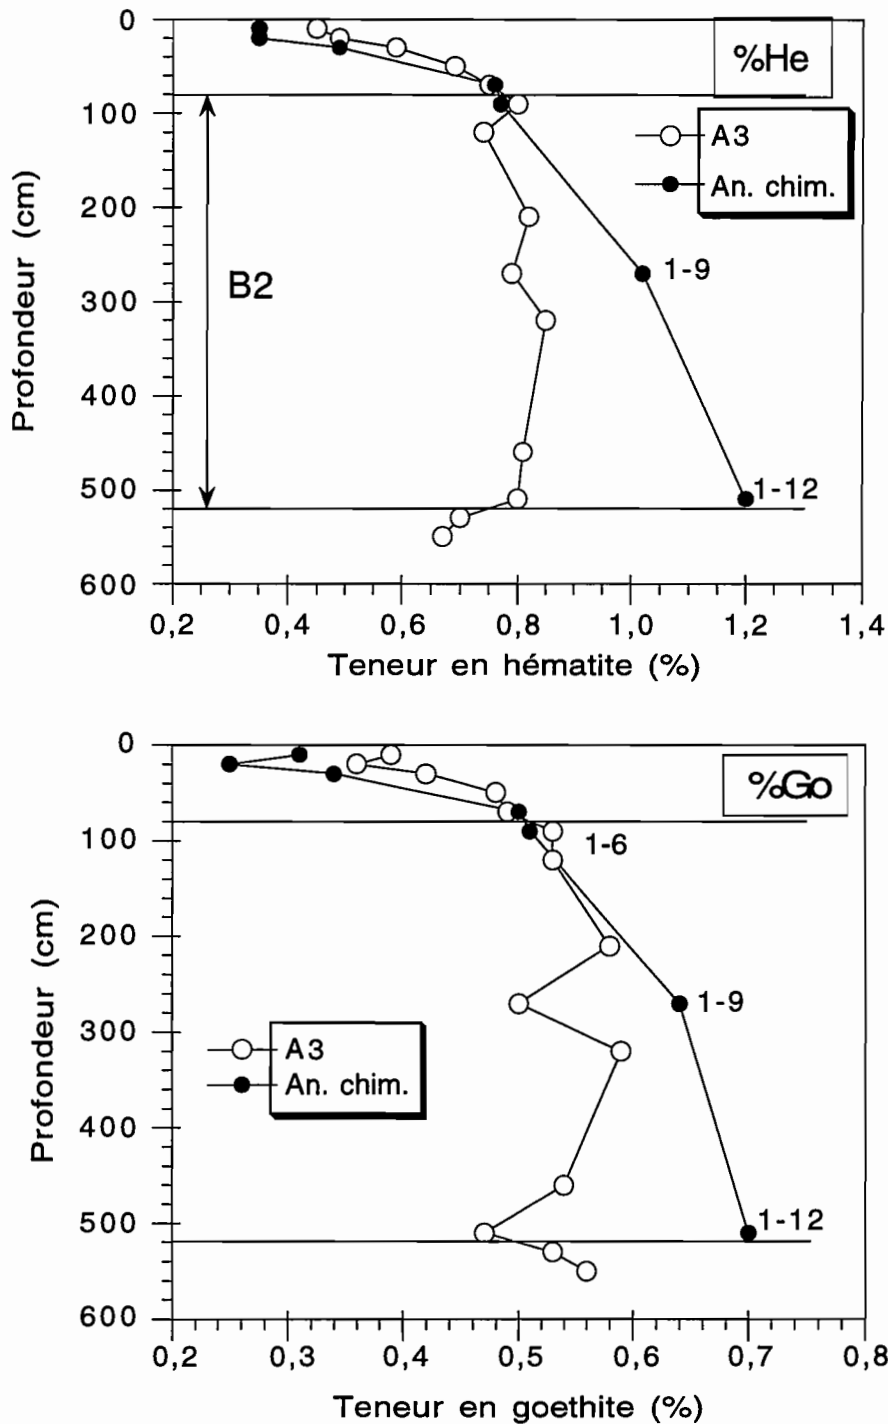 0
100
200
300
400
500
600
Profondeur (cm)
%He
A3
An. chim.
B2
1-9
1-12
0,2 0,4 0,6 0,8 1,0 1,2 1,4
Teneur en hématite (%)
0
100
200
300
400
500
600
Profondeur (cm)
%Go
1-6
1-9
A3
An. chim.
1-12
0,2 0,3 0,4 0,5 0,6 0,7 0,8
Teneur en goethite (%)